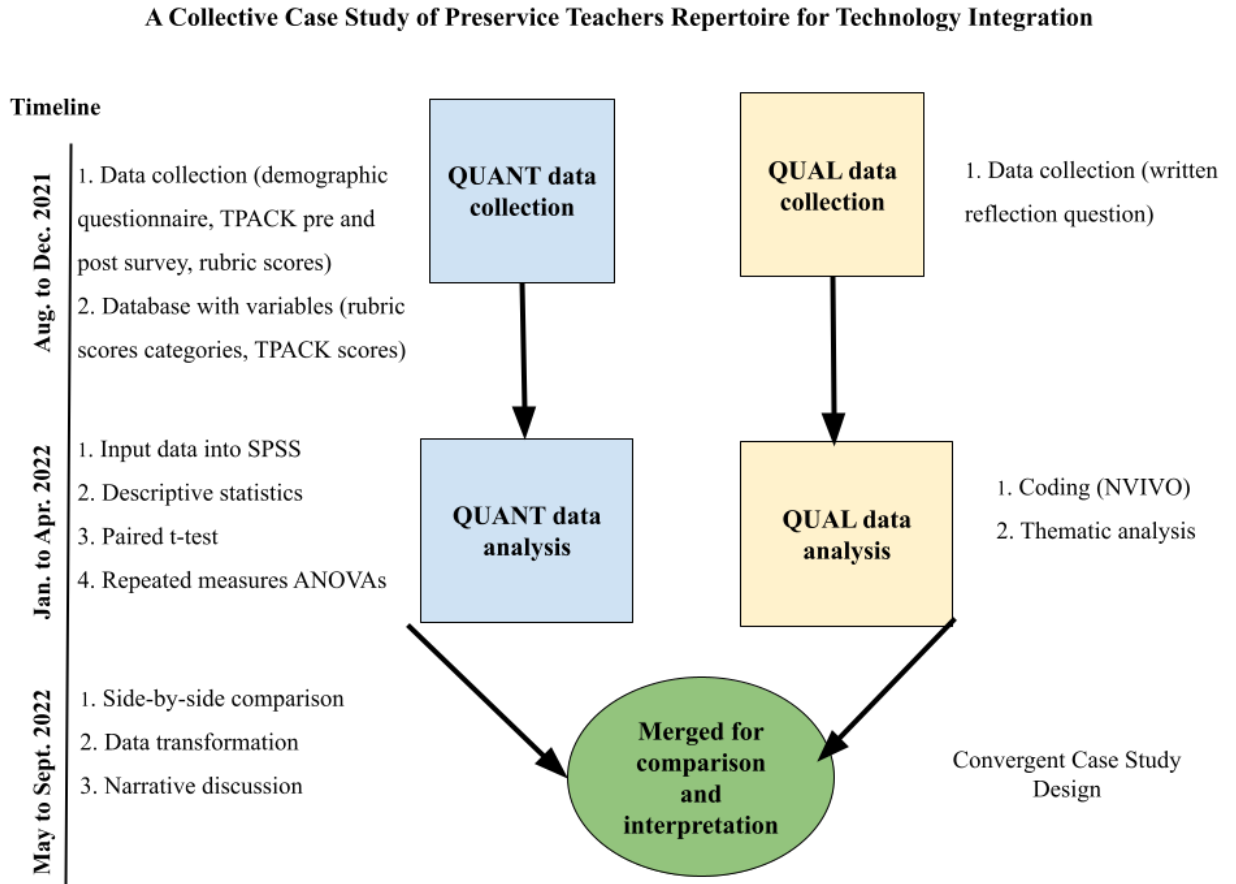 A Collective Case Study of Preservice Teachers Repertoire for Technology Integration
Timeline
Aug. to Dec. 2021
1. Data collection (demographic
questionnaire, TPACK pre and
post survey, rubric scores)
2. Database with variables (rubric
scores categories, TPACK scores)
QUANT data
collection
QUAL data
collection
1. Data collection (written
reflection question)
Jan. to Apr. 2022
1. Input data into SPSS
2. Descriptive statistics
3. Paired t-test
4. Repeated measures ANOVAs
QUANT data
analysis
QUAL data
analysis
1. Coding (NVIVO)
2. Thematic analysis
May to Sept. 2022
1. Side-by-side comparison
2. Data transformation
3. Narrative discussion
Merged for
comparison
and
interpretation
Convergent Case Study
Design